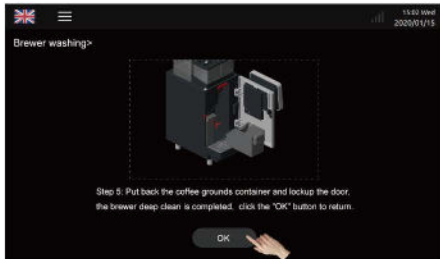 15:02 Wed
2020/01/15
Brewer washing>
Step 5: Put back the coffee grounds container and lockup the door,
the brewer deep clean is completed, click the "OK" button to return.
OK